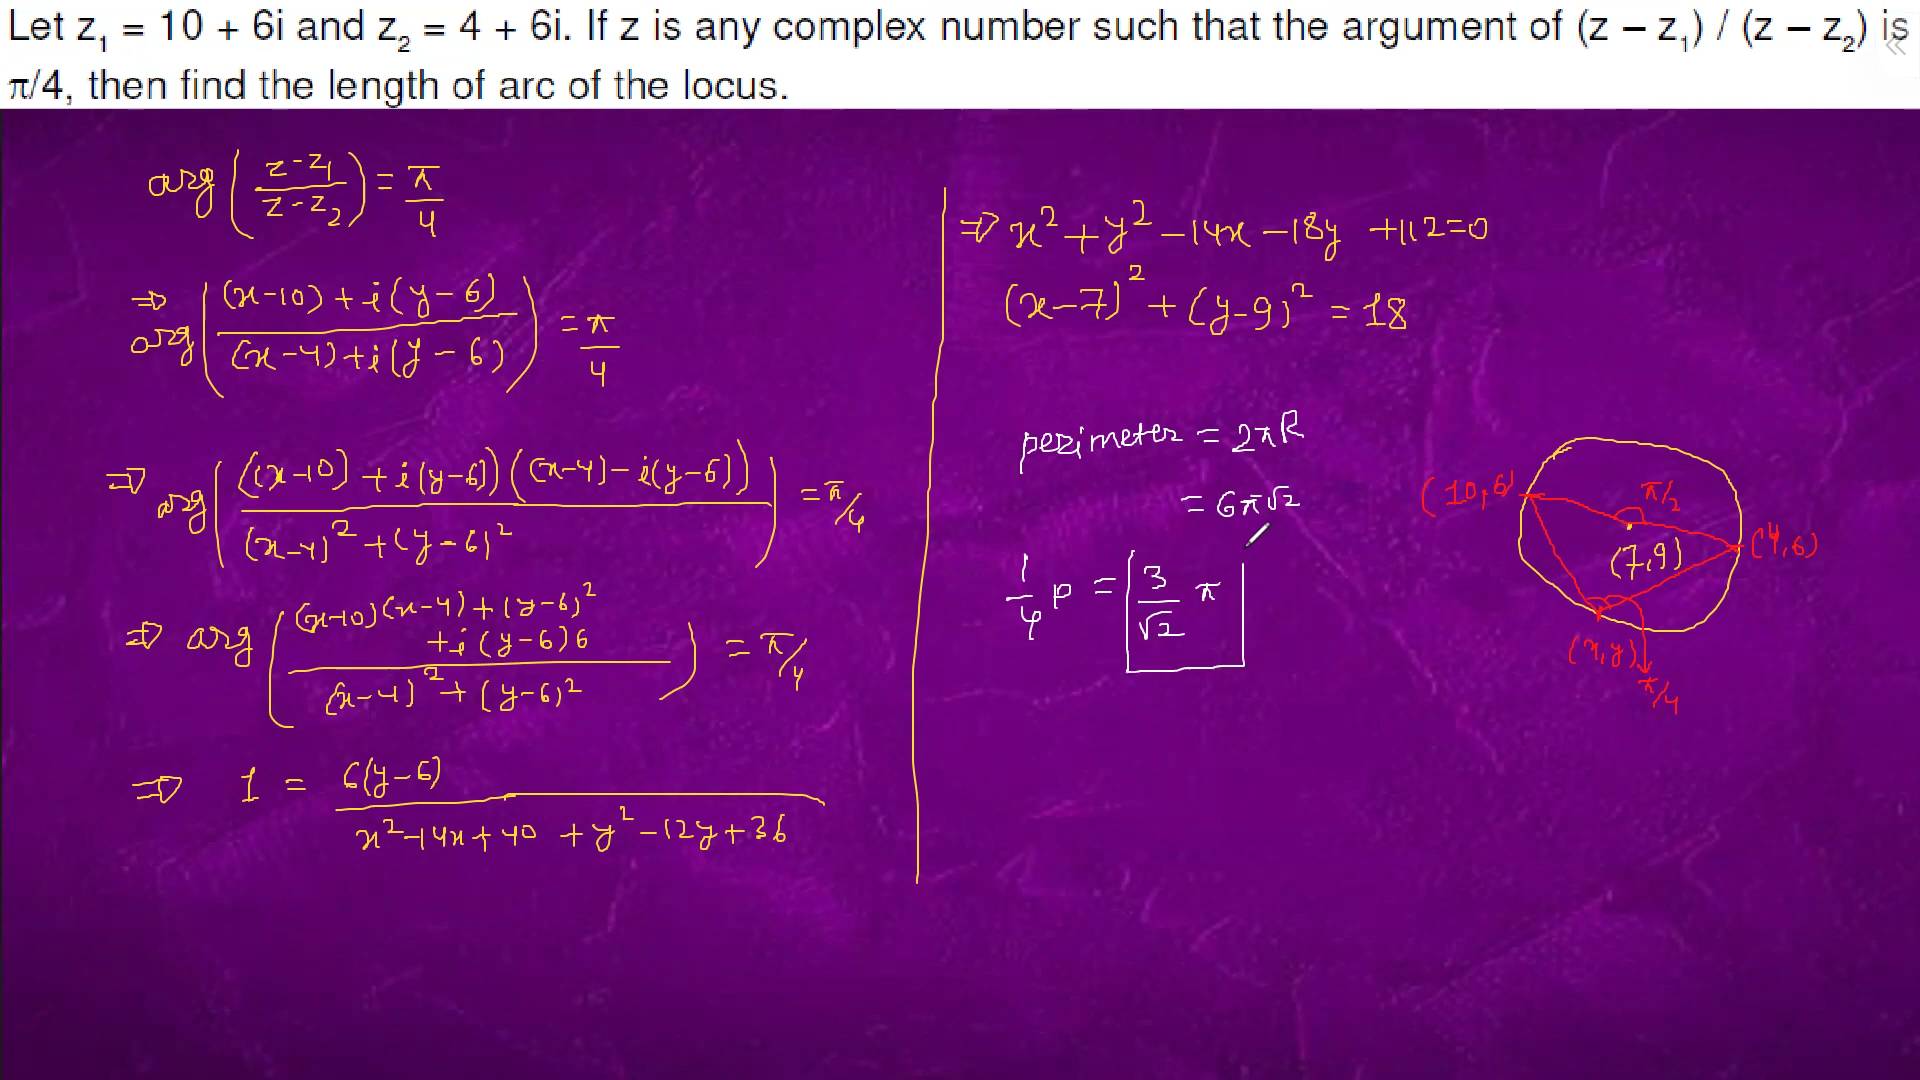 Let z₁ = 10 + 6i and z₂ = 4 + 6i. If z is any complex number such that the argument of (z – z₁) / (z – z₂) is
π/4, then find the length of arc of the locus.
arg((z-z₁)/(z-z₂)) = π/4
⇒ arg(((x-10)+i(y-6))/((x-4)+i(y-6))) = π/4
⇒ arg((((x-10)+i(y-6))((x-4)-i(y-6)))/((x-4)²+(y-6)²)) = π/4
⇒ arg(((x-10)(x-4)+(y-6)²+i(y-6)6)/((x-4)²+(y-6)²)) = π/4
⇒ 1 = 6(y-6)/(x²-14x+40+y²-12y+36)
⇒ x²+y²-14x-18y+112=0
(x-7)²+(y-9)²=18
perimeter = 2πR
= 6π√2
1/4 p = 3/√2 π
(10,6)
π/2
(4,6)
(7,9)
(x,y)
π/4